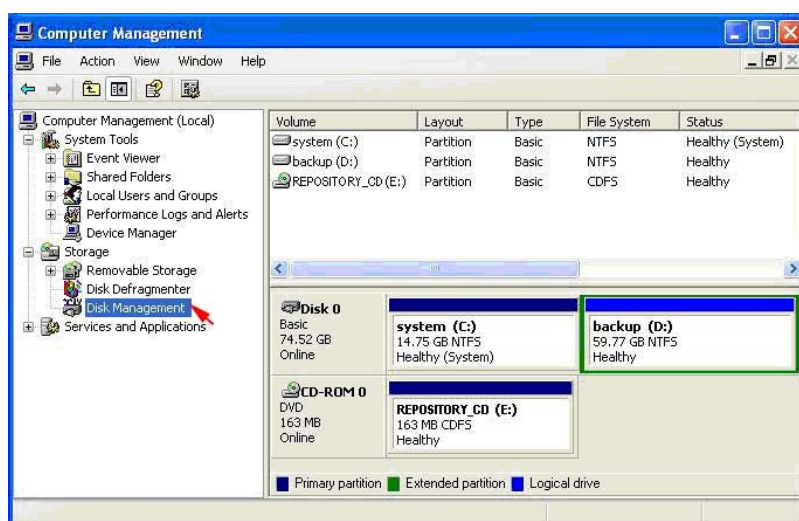 Computer Management
File Action View Window Help
Computer Management (Local)
System Tools
Event Viewer
Shared Folders
Local Users and Groups
Performance Logs and Alerts
Device Manager
Storage
Removable Storage
Disk Defragmenter
Disk Management
Services and Applications
Volume Layout Type File System Status
system (C:) Partition Basic NTFS Healthy (System)
backup (D:) Partition Basic NTFS Healthy
REPOSITORY_CD (E:) Partition Basic CDFS Healthy
Disk 0
Basic
74.52 GB
Online
system (C:)
14.75 GB NTFS
Healthy (System)
backup (D:)
59.77 GB NTFS
Healthy
CD-ROM 0
DVD
163 MB
Online
REPOSITORY_CD (E:)
163 MB CDFS
Healthy
Primary partition Extended partition Logical drive